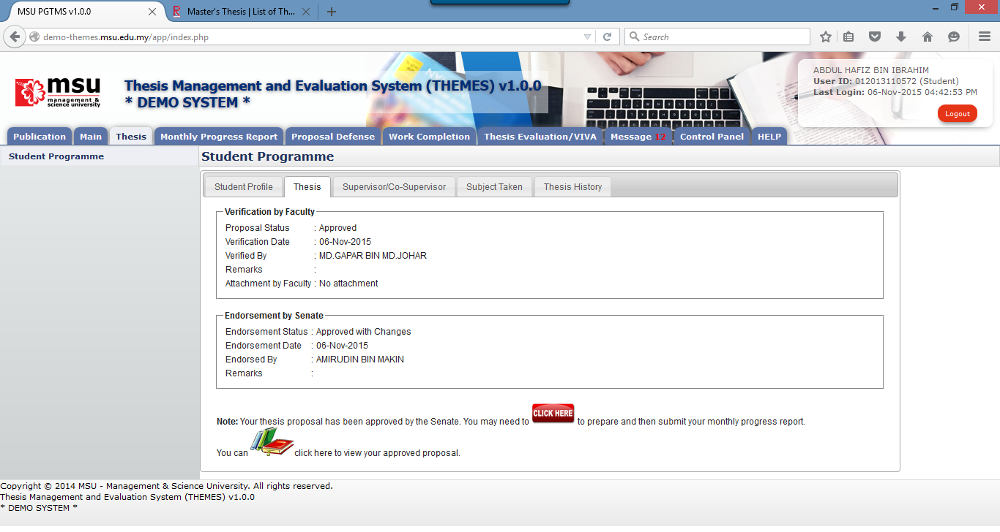 MSU PGTMS v1.0.0
Master's Thesis | List of Th...
demo-themes.msu.edu.my/app/index.php
Search
msu
management &
science university
Thesis Management and Evaluation System (THEMES) v1.0.0
* DEMO SYSTEM *
ABDUL HAFIZ BIN IBRAHIM
User ID: 012013110572 (Student)
Last Login: 06-Nov-2015 04:42:53 PM
Logout
Publication Main Thesis Monthly Progress Report Proposal Defense Work Completion Thesis Evaluation/VIVA Message 12 Control Panel HELP
Student Programme
Student Programme
Student Profile Thesis Supervisor/Co-Supervisor Subject Taken Thesis History
Verification by Faculty
Proposal Status : Approved
Verification Date : 06-Nov-2015
Verified By : MD.GAPAR BIN MD.JOHAR
Remarks :
Attachment by Faculty : No attachment
Endorsement by Senate
Endorsement Status : Approved with Changes
Endorsement Date : 06-Nov-2015
Endorsed By : AMIRUDIN BIN MAKIN
Remarks :
Note: Your thesis proposal has been approved by the Senate. You may need to CLICK HERE to prepare and then submit your monthly progress report.
You can click here to view your approved proposal.
Copyright © 2014 MSU - Management & Science University. All rights reserved.
Thesis Management and Evaluation System (THEMES) v1.0.0
* DEMO SYSTEM *